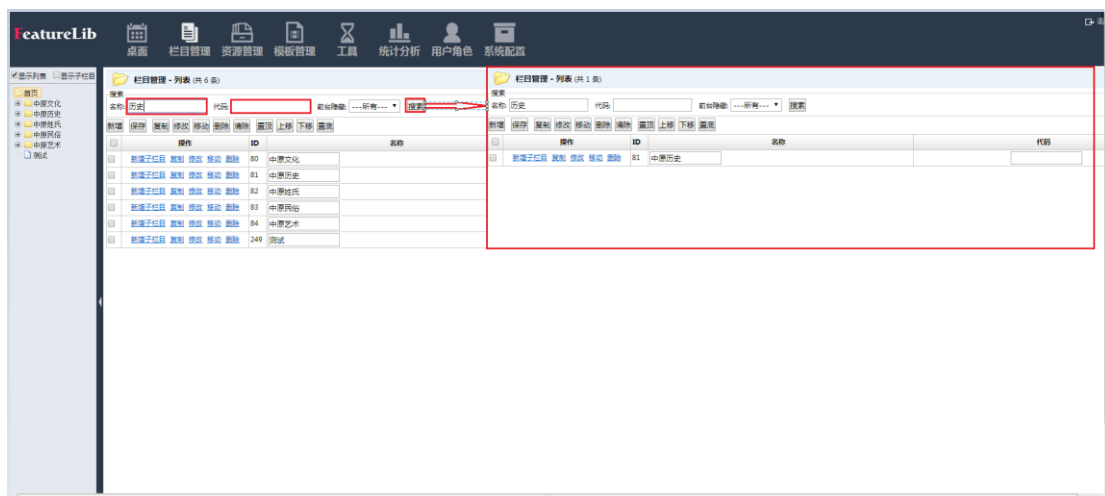 FeatureLib
桌面 栏目管理 资源管理 模板管理 工具 统计分析 用户角色 系统配置
显示列表 显示子栏目
首页
中原文化
中原历史
中原姓氏
中原民俗
中原艺术
测试
栏目管理 - 列表 (共 6 条)
搜索
名称: 历史 代码: 前台隐藏: ---所有--- 搜索
新增 保存 复制 修改 移动 删除 清除 置顶 上移 下移 置底
操作 ID 名称
新增子栏目 复制 修改 移动 删除 80 中原文化
新增子栏目 复制 修改 移动 删除 81 中原历史
新增子栏目 复制 修改 移动 删除 82 中原姓氏
新增子栏目 复制 修改 移动 删除 83 中原民俗
新增子栏目 复制 修改 移动 删除 84 中原艺术
新增子栏目 复制 修改 移动 删除 249 测试
栏目管理 - 列表 (共 1 条)
搜索
名称: 历史 代码: 前台隐藏: ---所有--- 搜索
新增 保存 复制 修改 移动 删除 清除 置顶 上移 下移 置底
操作 ID 名称 代码
新增子栏目 复制 修改 移动 删除 81 中原历史